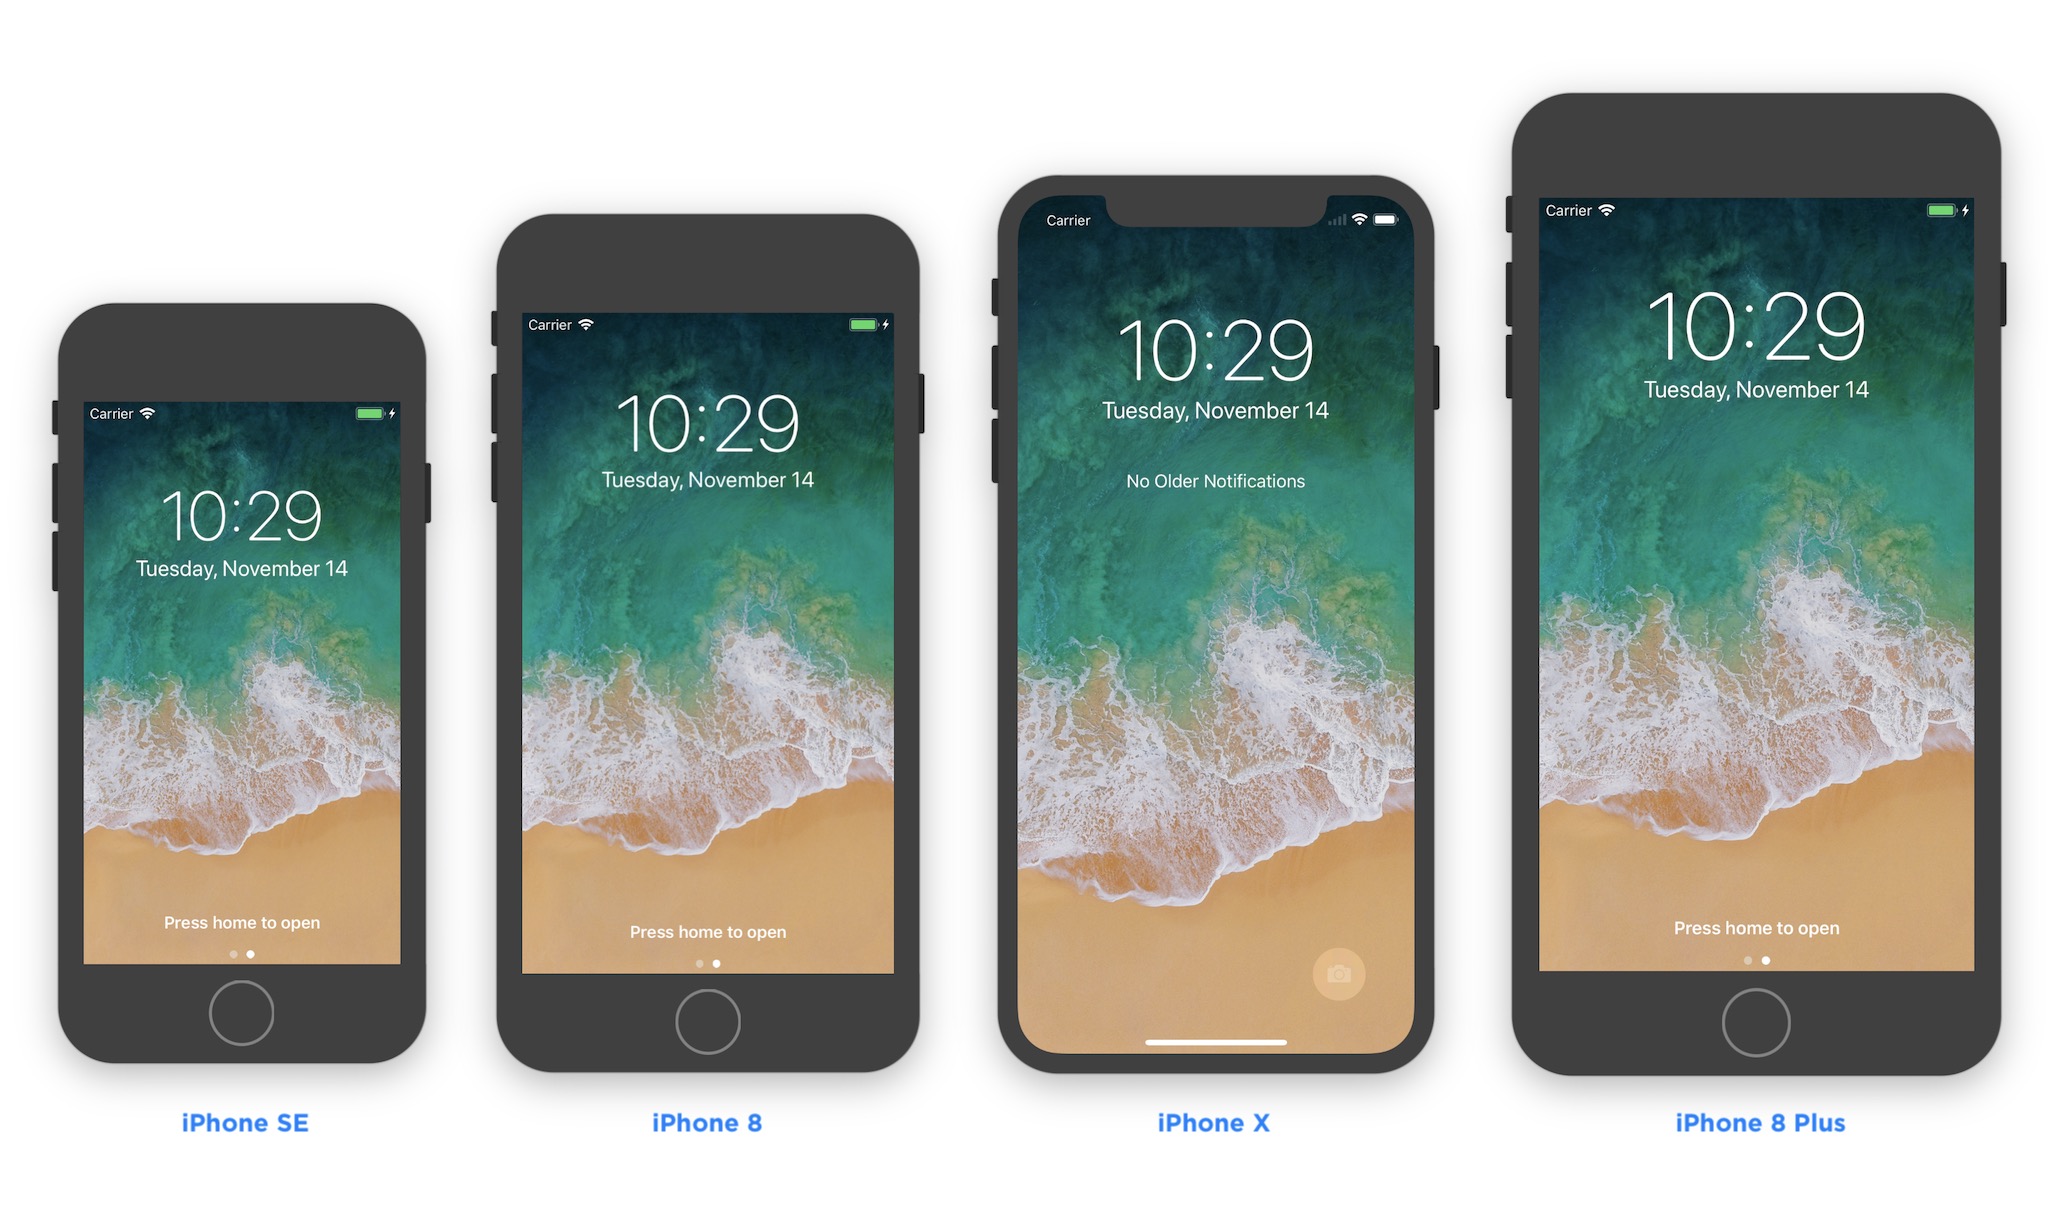 Carrier
10:29
Tuesday, November 14
Press home to open
iPhone SE
Carrier
10:29
Tuesday, November 14
Press home to open
iPhone 8
Carrier
10:29
Tuesday, November 14
No Older Notifications
iPhone X
Carrier
10:29
Tuesday, November 14
Press home to open
iPhone 8 Plus